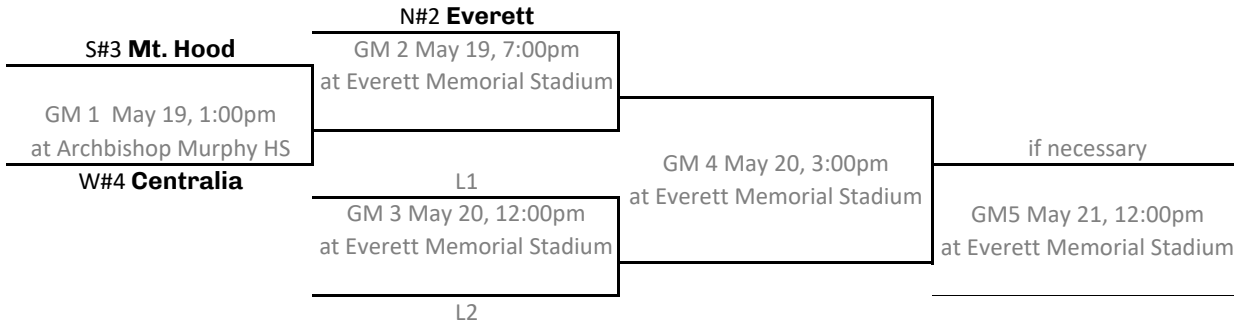 N#2 Everett
S#3 Mt. Hood
GM 2 May 19, 7:00pm
at Everett Memorial Stadium
GM 1  May 19, 1:00pm
at Archbishop Murphy HS
W#4 Centralia
L1
GM 3 May 20, 12:00pm
at Everett Memorial Stadium
L2
GM 4 May 20, 3:00pm
at Everett Memorial Stadium
if necessary
GM5 May 21, 12:00pm
at Everett Memorial Stadium